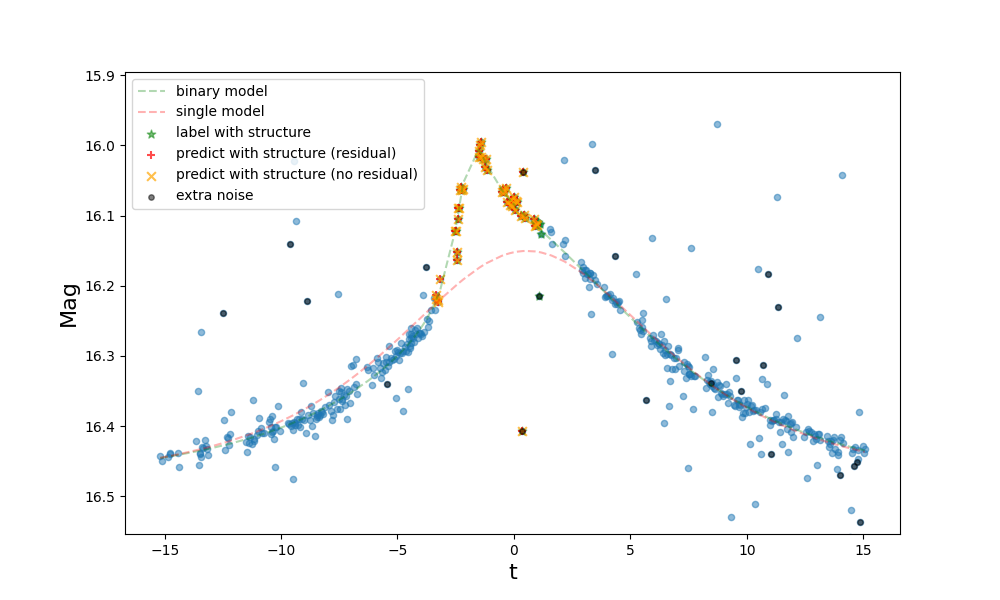 binary model
single model
label with structure
predict with structure (residual)
predict with structure (no residual)
extra noise
15.9
16.0
16.1
16.2
16.3
16.4
16.5
Mag
−15
−10
−5
0
5
10
15
t